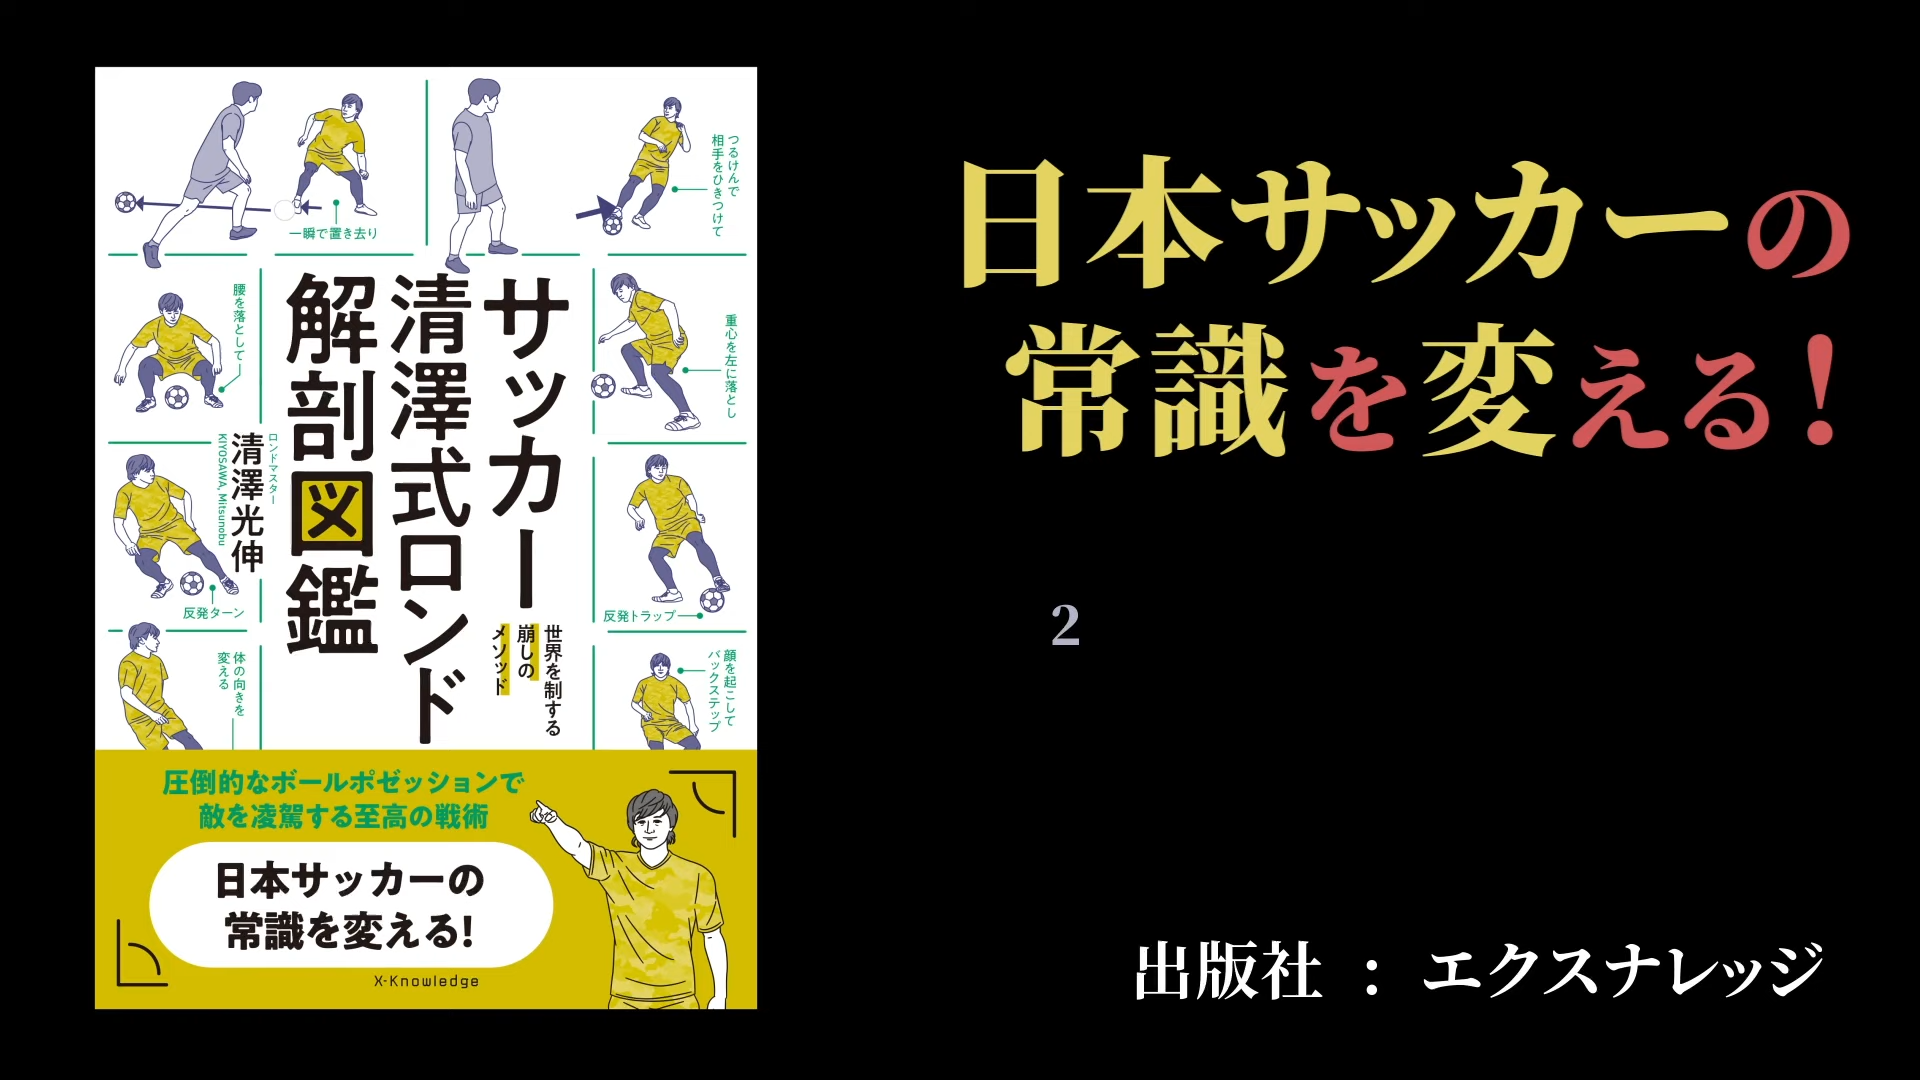 一瞬で置き去り
つるけんで
相手をひきつけて
腰を落として
重心を左に落とし
サッカー
清澤式ロンド
解剖図鑑
世界を制する
崩しの
メソッド
ロンドマスター
清澤光伸
KIYOSAWA, Mitsunobu
反発ターン
反発トラップ
体の向きを
変える
顔を起こして
バックステップ
圧倒的なボールポゼッションで
敵を凌駕する至高の戦術
日本サッカーの
常識を変える!
X-Knowledge
日本サッカーの
常識を変える!
2
出版社 : エクスナレッジ